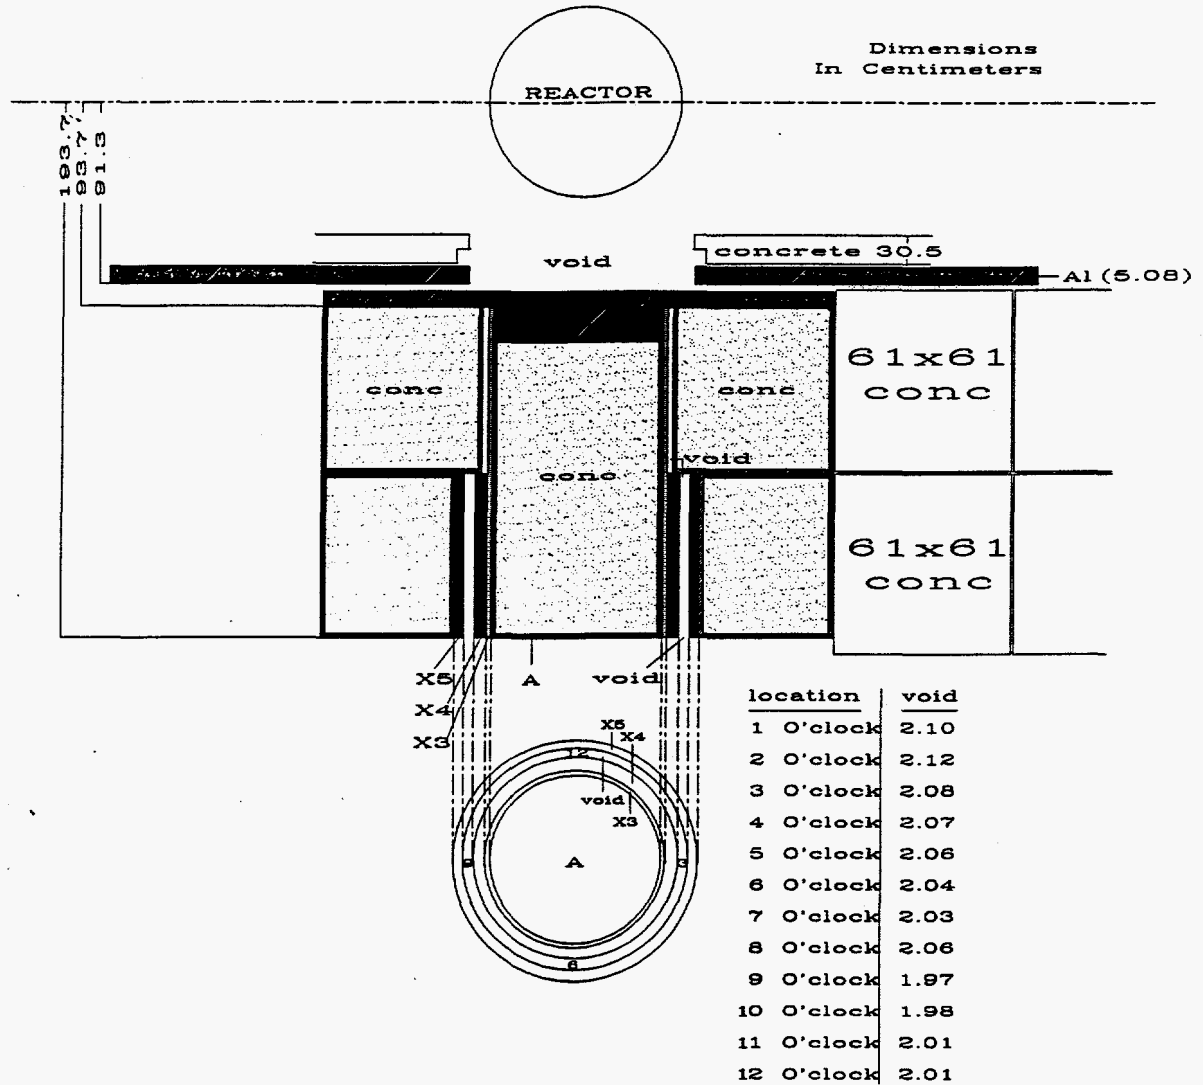 Dimensions
In Centimeters
REACTOR
193.7
93.7
91.3
concrete 30.5
void
Al (5.08)
61x61
conc
conc
conc
void
conc
61x61
conc
X5
A
void
X4
X3
location void
1 O'clock 2.10
2 O'clock 2.12
3 O'clock 2.08
4 O'clock 2.07
5 O'clock 2.06
6 O'clock 2.04
7 O'clock 2.03
8 O'clock 2.06
9 O'clock 1.97
10 O'clock 1.98
11 O'clock 2.01
12 O'clock 2.01
X5
X4
12
void
X3
9
A
3
6